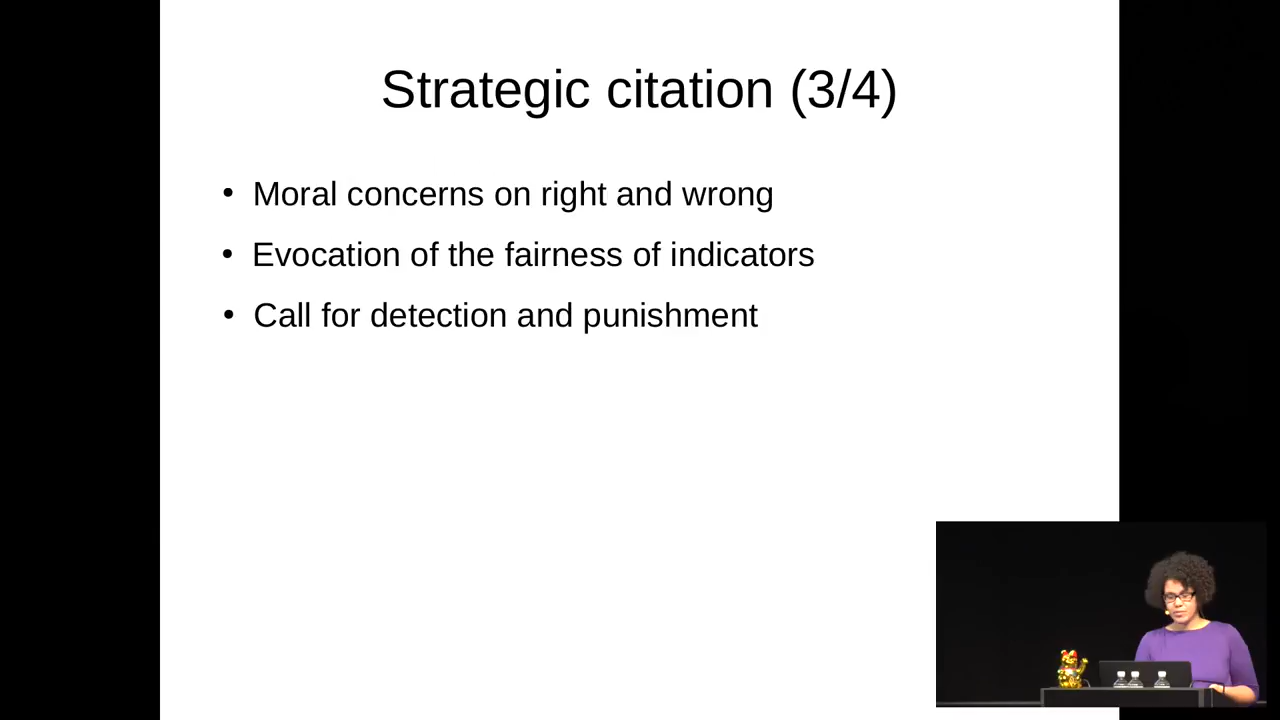 Strategic citation (3/4)
• Moral concerns on right and wrong
• Evocation of the fairness of indicators
• Call for detection and punishment